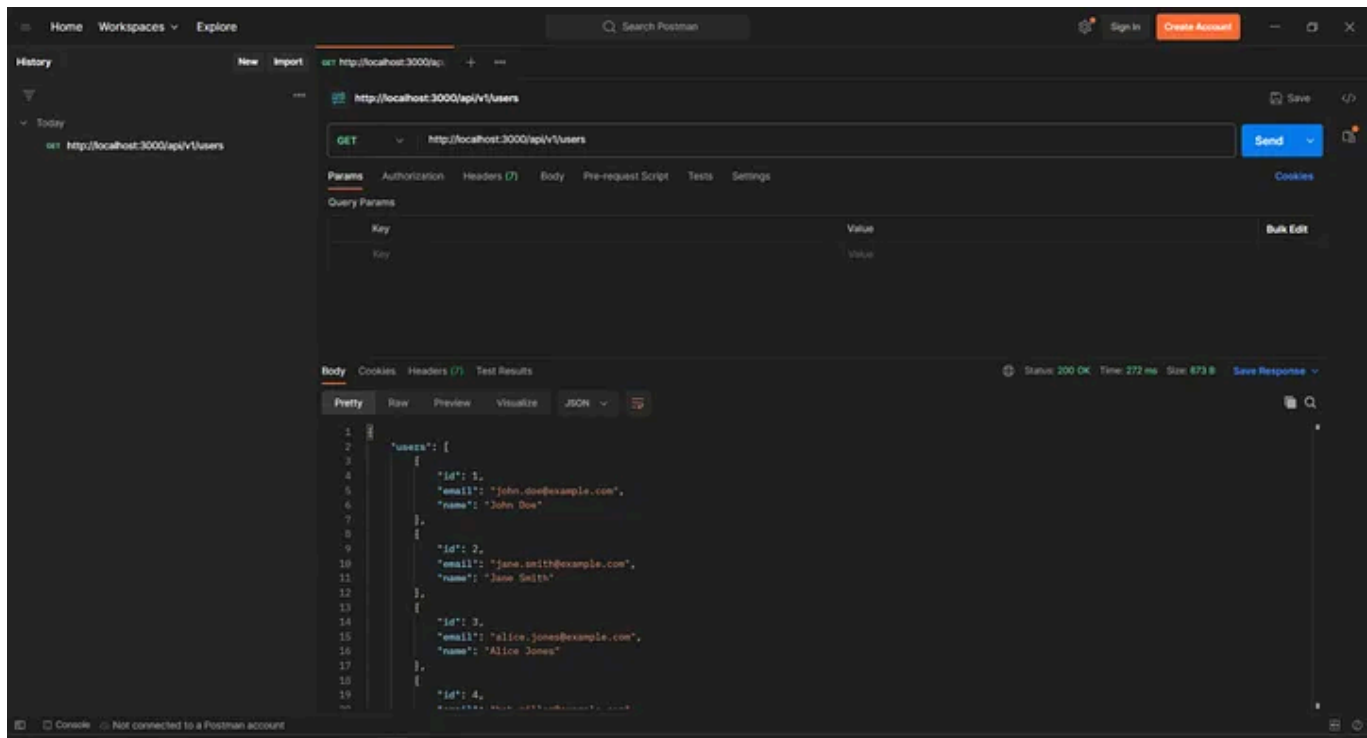 Home Workspaces Explore Search Postman Sign In Create Account
History New Import GET http://localhost:3000/ap
http://localhost:3000/api/v1/users Save
Today
GET http://localhost:3000/api/v1/users
GET http://localhost:3000/api/v1/users Send
Params Authorization Headers (7) Body Pre-request Script Tests Settings Cookies
Query Params
Key Value Bulk Edit
Key Value
Body Cookies Headers (7) Test Results Status: 200 OK Time: 272 ms Size: 873 B Save Response
Pretty Raw Preview Visualize JSON
1 {
2 "users": [
3 {
4 "id": 1,
5 "email": "john.doe@example.com",
6 "name": "John Doe"
7 },
8 {
9 "id": 2,
10 "email": "jane.smith@example.com",
11 "name": "Jane Smith"
12 },
13 {
14 "id": 3,
15 "email": "alice.jones@example.com",
16 "name": "Alice Jones"
17 },
18 {
19 "id": 4,
Console Not connected to a Postman account